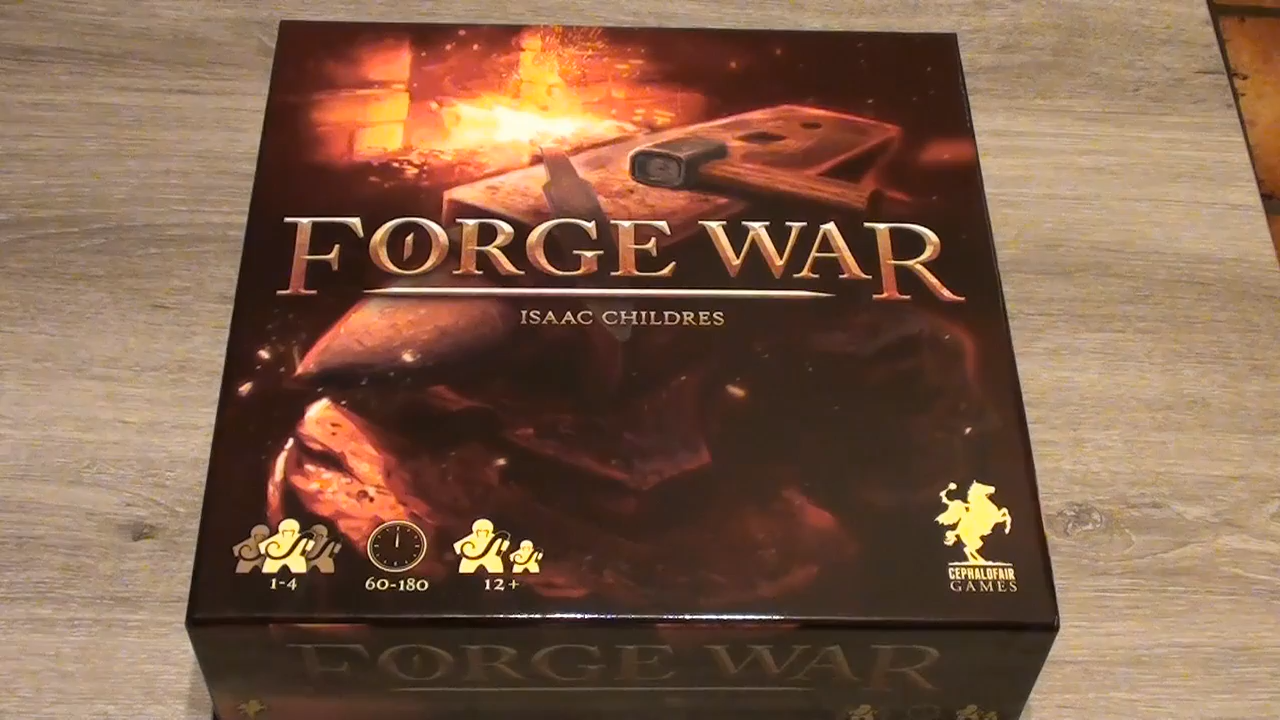 FORGE WAR
ISAAC CHILDRES
1-4
60-180
12+
CEPHALOFAIR
GAMES
FORGE WAR